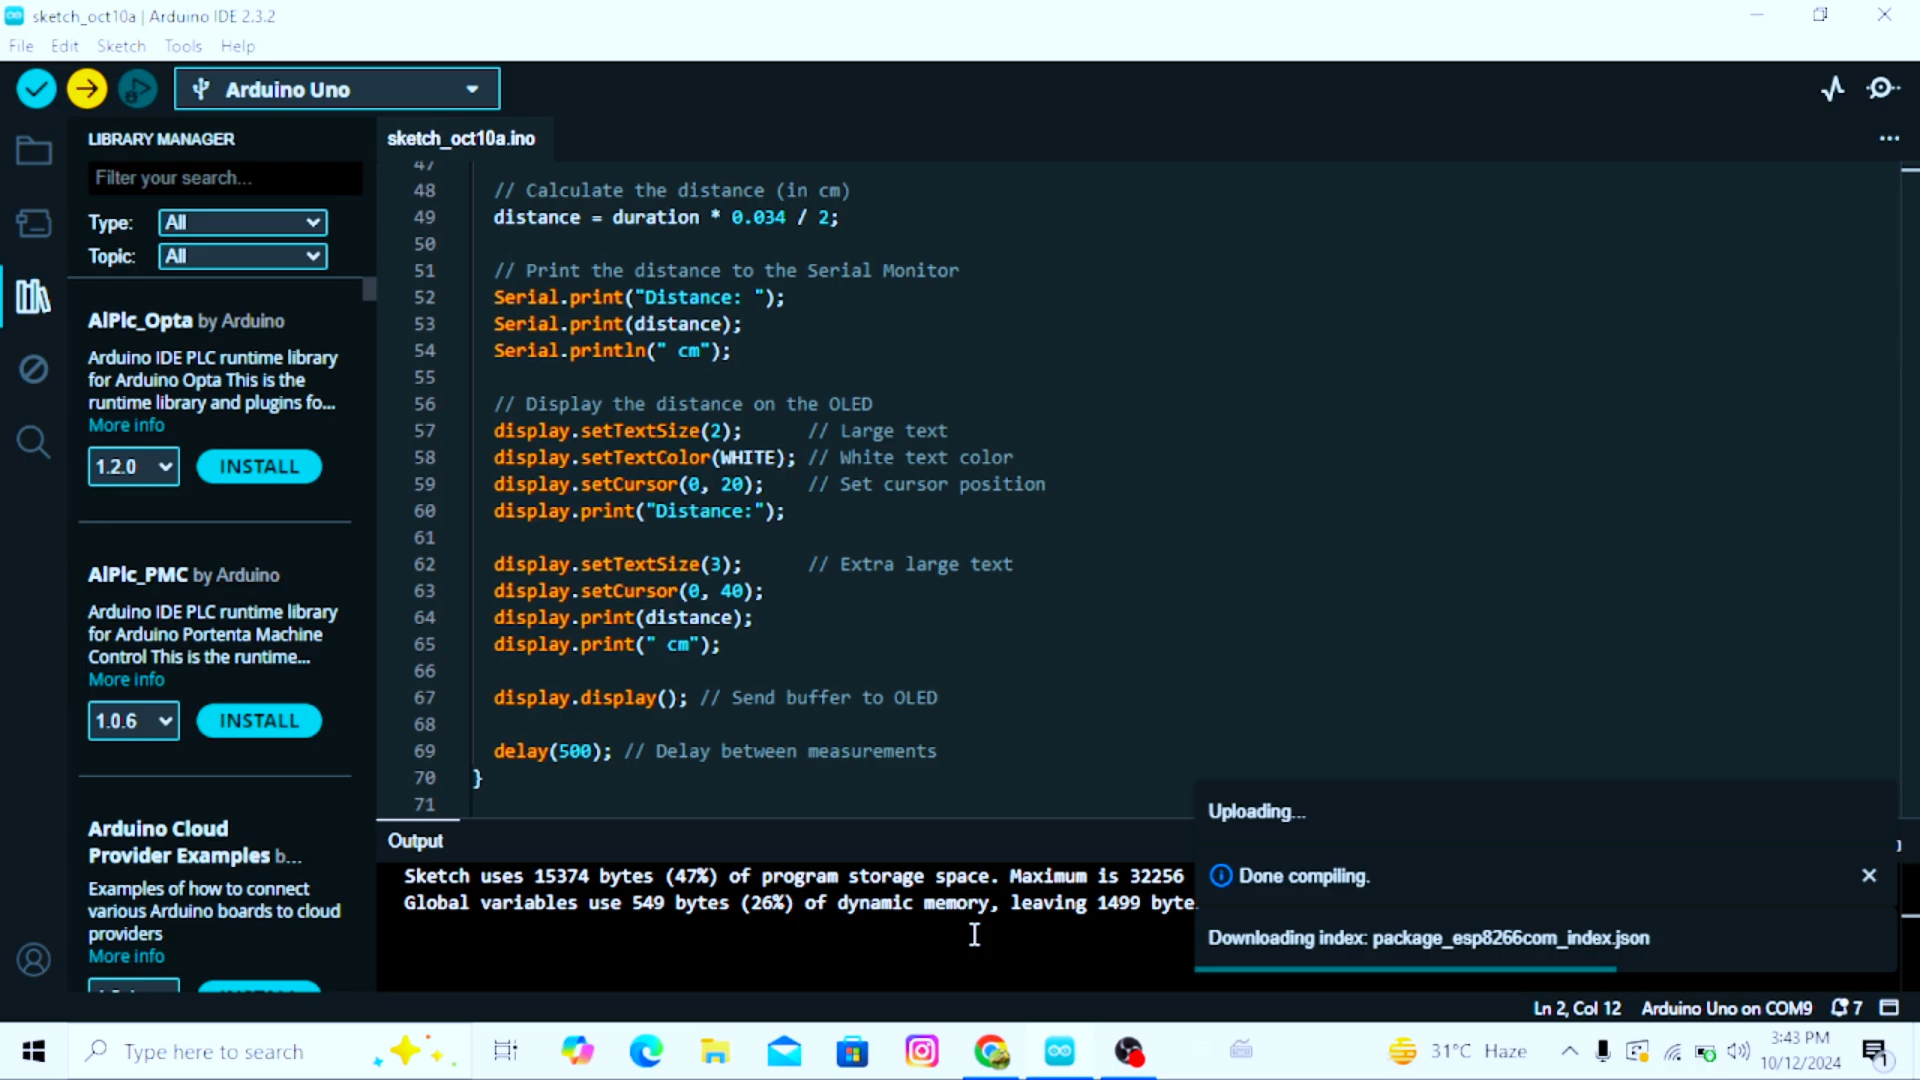 sketch_oct10a | Arduino IDE 2.3.2
File Edit Sketch Tools Help
Arduino Uno
LIBRARY MANAGER
Filter your search...
Type: All
Topic: All
AlPlc_Opta by Arduino
Arduino IDE PLC runtime library
for Arduino Opta This is the
runtime library and plugins fo...
More info
1.2.0 INSTALL
AlPlc_PMC by Arduino
Arduino IDE PLC runtime library
for Arduino Portenta Machine
Control This is the runtime...
More info
1.0.6 INSTALL
Arduino Cloud
Provider Examples b...
Examples of how to connect
various Arduino boards to cloud
providers
More info
sketch_oct10a.ino
47
48 // Calculate the distance (in cm)
49 distance = duration * 0.034 / 2;
50
51 // Print the distance to the Serial Monitor
52 Serial.print("Distance: ");
53 Serial.print(distance);
54 Serial.println(" cm");
55
56 // Display the distance on the OLED
57 display.setTextSize(2); // Large text
58 display.setTextColor(WHITE); // White text color
59 display.setCursor(0, 20); // Set cursor position
60 display.print("Distance:");
61
62 display.setTextSize(3); // Extra large text
63 display.setCursor(0, 40);
64 display.print(distance);
65 display.print(" cm");
66
67 display.display(); // Send buffer to OLED
68
69 delay(500); // Delay between measurements
70 }
71
Output
Sketch uses 15374 bytes (47%) of program storage space. Maximum is 32256
Global variables use 549 bytes (26%) of dynamic memory, leaving 1499 byte
Uploading...
Done compiling.
Downloading index: package_esp8266com_index.json
Ln 2, Col 12 Arduino Uno on COM9 7
Type here to search
31°C Haze
3:43 PM
10/12/2024
1